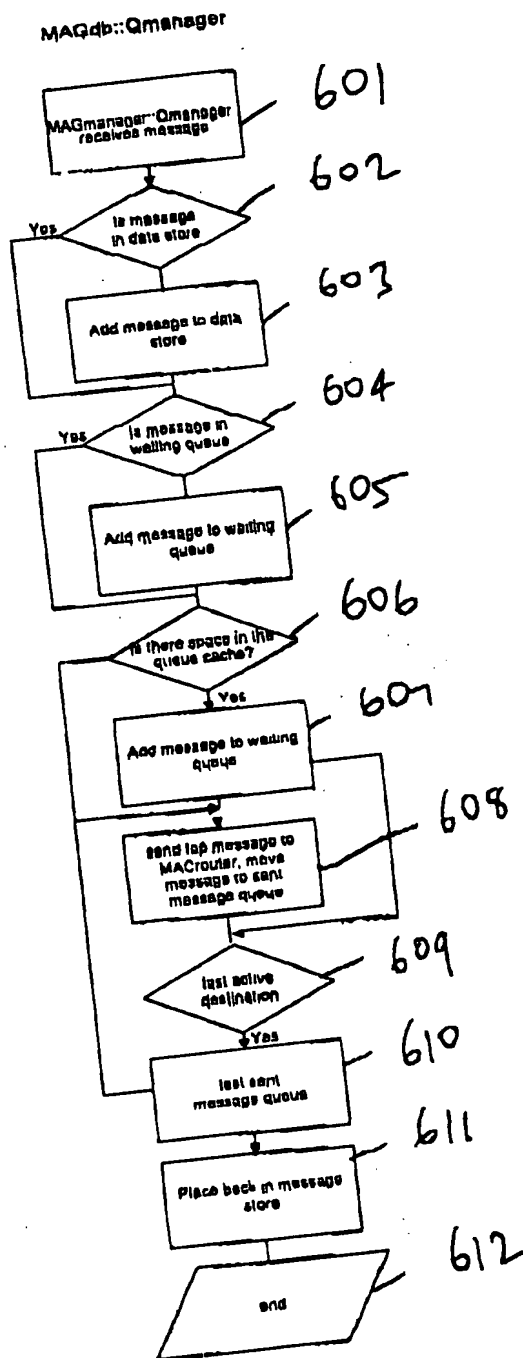 MAQdb::Qmanager
MAGmanager::Qmanager
receives message
601
602
Yes
Is message
in data store
603
Add message to data
store
604
Yes
Is message in
waiting queue
605
Add message to waiting
queue
606
Is there space in the
queue cache?
Yes
607
Add message to waiting
queue
608
send top message to
MACrouter, move
message to sent
message queue
609
last active
destination
Yes
610
last sent
message queue
611
Place back in message
store
612
end